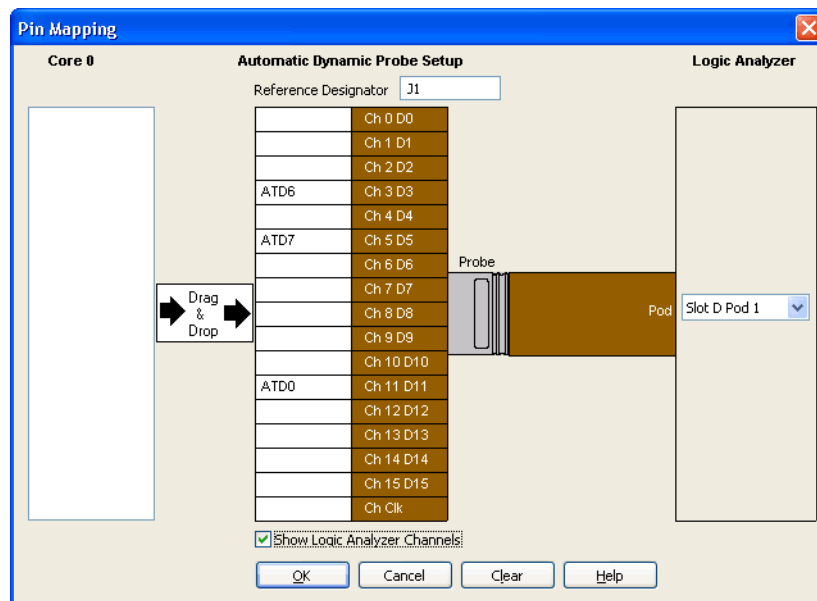 Pin Mapping
Core 0
Automatic Dynamic Probe Setup
Logic Analyzer
Reference Designator J1
Ch 0 D0
Ch 1 D1
Ch 2 D2
ATD6 Ch 3 D3
Ch 4 D4
ATD7 Ch 5 D5
Ch 6 D6
Probe
Ch 7 D7
Drag
&
Drop
Ch 8 D8
Pod Slot D Pod 1
Ch 9 D9
Ch 10 D10
ATD0 Ch 11 D11
Ch 12 D12
Ch 13 D13
Ch 14 D14
Ch 15 D15
Ch Clk
Show Logic Analyzer Channels
OK Cancel Clear Help